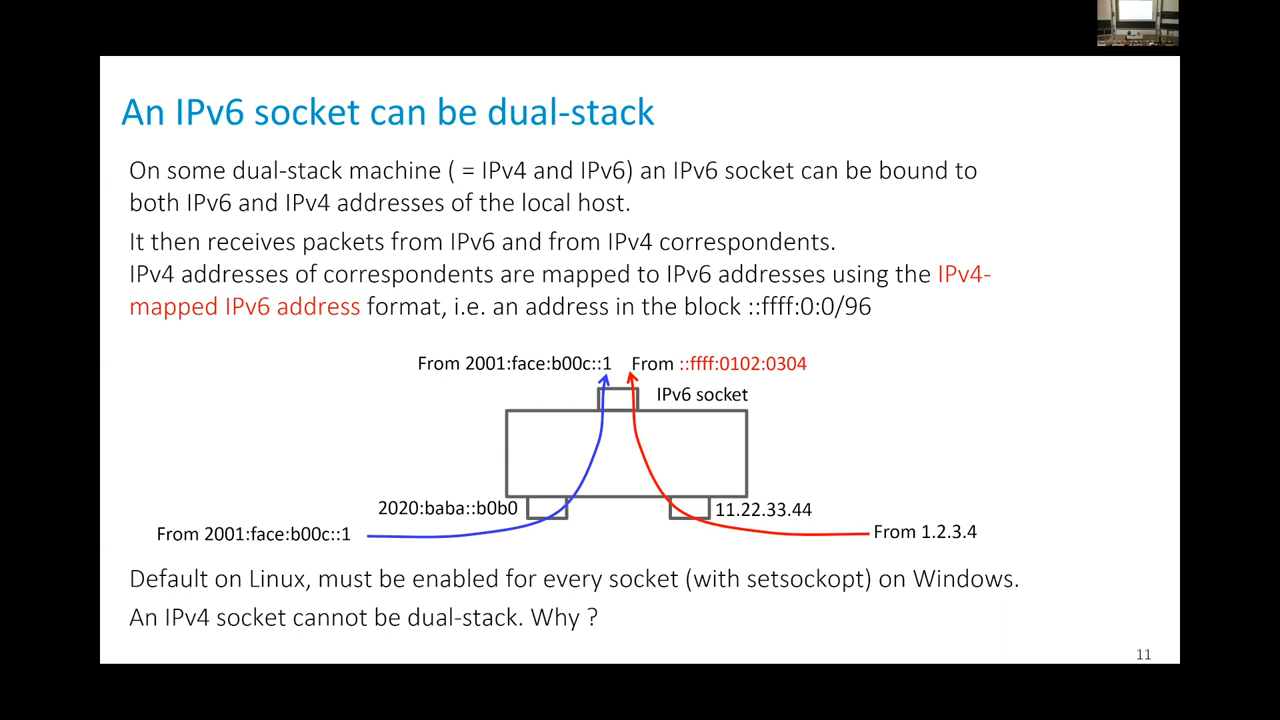 An IPv6 socket can be dual-stack
On some dual-stack machine ( = IPv4 and IPv6) an IPv6 socket can be bound to
both IPv6 and IPv4 addresses of the local host.
It then receives packets from IPv6 and from IPv4 correspondents.
IPv4 addresses of correspondents are mapped to IPv6 addresses using the IPv4-
mapped IPv6 address format, i.e. an address in the block ::ffff:0:0/96
From 2001:face:b00c::1
From ::ffff:0102:0304
IPv6 socket
2020:baba::b0b0
11.22.33.44
From 2001:face:b00c::1
From 1.2.3.4
Default on Linux, must be enabled for every socket (with setsockopt) on Windows.
An IPv4 socket cannot be dual-stack. Why ?
11